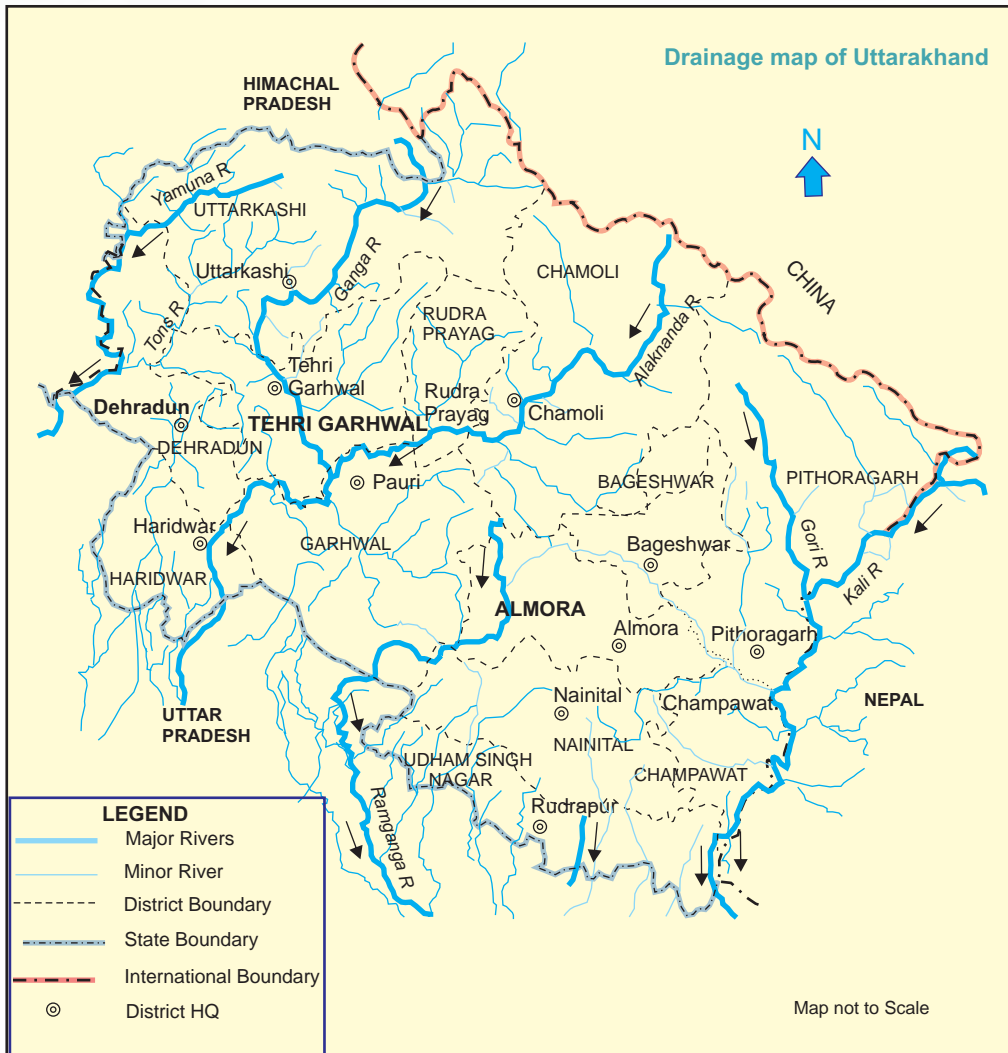 Drainage map of Uttarakhand
HIMACHAL
PRADESH
N
Yamuna R
UTTARKASHI
CHAMOLI
CHINA
Uttarkashi
Ganga R
RUDRA
PRAYAG
Alaknanda R
Tons R
Tehri
Garhwal
Rudra
Prayag
Chamoli
Dehradun
TEHRI GARHWAL
DEHRADUN
Pauri
BAGESHWAR
PITHORAGARH
Haridwar
GARHWAL
Bageshwar
Gori R
Kali R
HARIDWAR
ALMORA
Almora
Pithoragarh
Nainital
Champawat
NEPAL
UTTAR
PRADESH
NAINITAL
UDHAM SINGH
NAGAR
CHAMPAWAT
Ramganga R
Rudrapur
LEGEND
Major Rivers
Minor River
District Boundary
State Boundary
International Boundary
District HQ
Map not to Scale